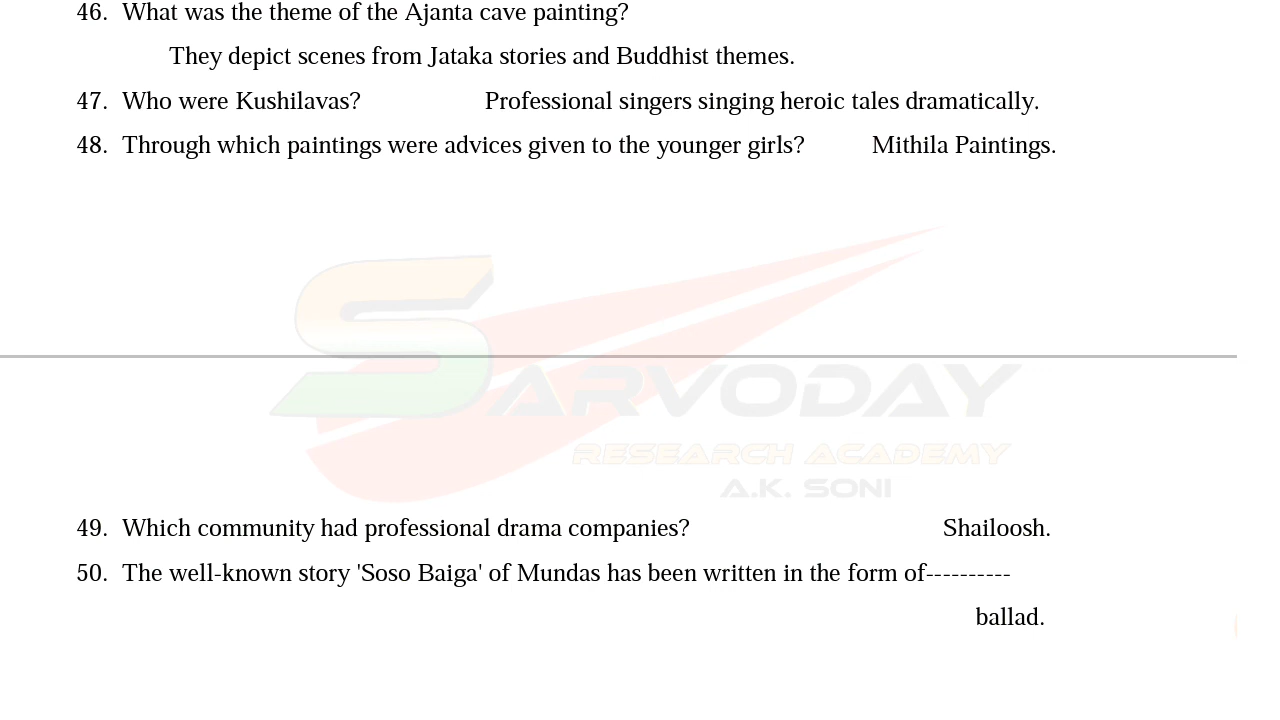 46. What was the theme of the Ajanta cave painting?
They depict scenes from Jataka stories and Buddhist themes.
47. Who were Kushilavas? Professional singers singing heroic tales dramatically.
48. Through which paintings were advices given to the younger girls? Mithila Paintings.
SARVODAY
RESEARCH ACADEMY
A.K. SONI
49. Which community had professional drama companies? Shailoosh.
50. The well-known story 'Soso Baiga' of Mundas has been written in the form of----------
ballad.